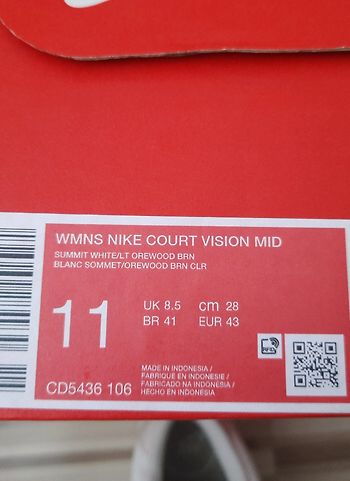 WMNS NIKE COURT VISION MID
SUMMIT WHITE/LT OREWOOD BRN
BLANC SOMMET/OREWOOD BRN CLR
11
UK 8.5 cm 28
BR 41 EUR 43
RFID
MADE IN INDONESIA /
FABRIQUE EN INDONESIE /
FABRICADO NA INDONESIA /
HECHO EN INDONESIA
CD5436 106